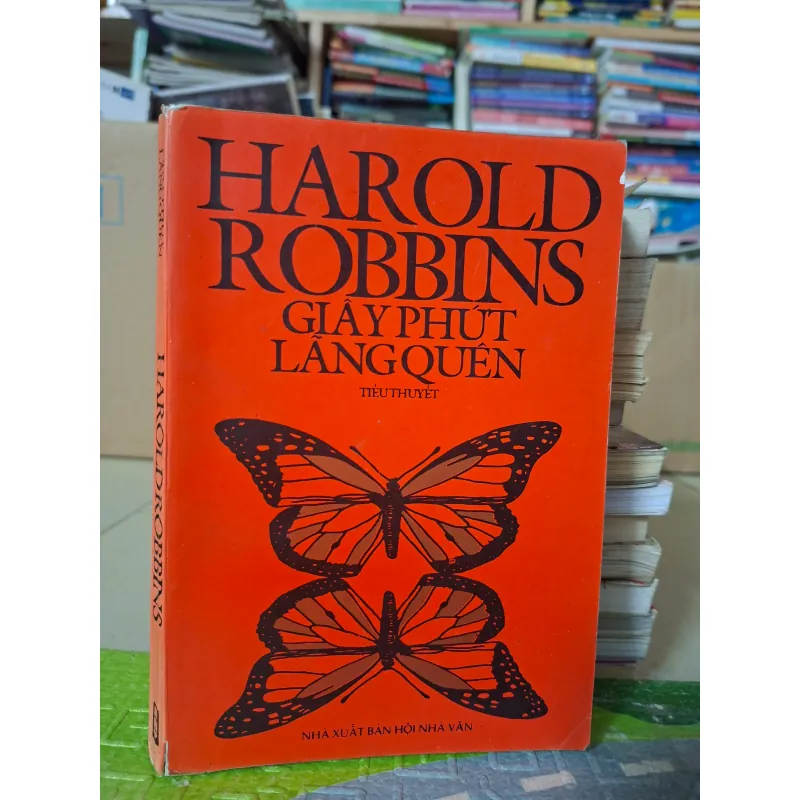 HAROLD
ROBBINS
GIÂY PHÚT
LÃNG QUÊN
TIỂU THUYẾT
NHÀ XUẤT BẢN HỘI NHÀ VĂN
HAROLD ROBBINS